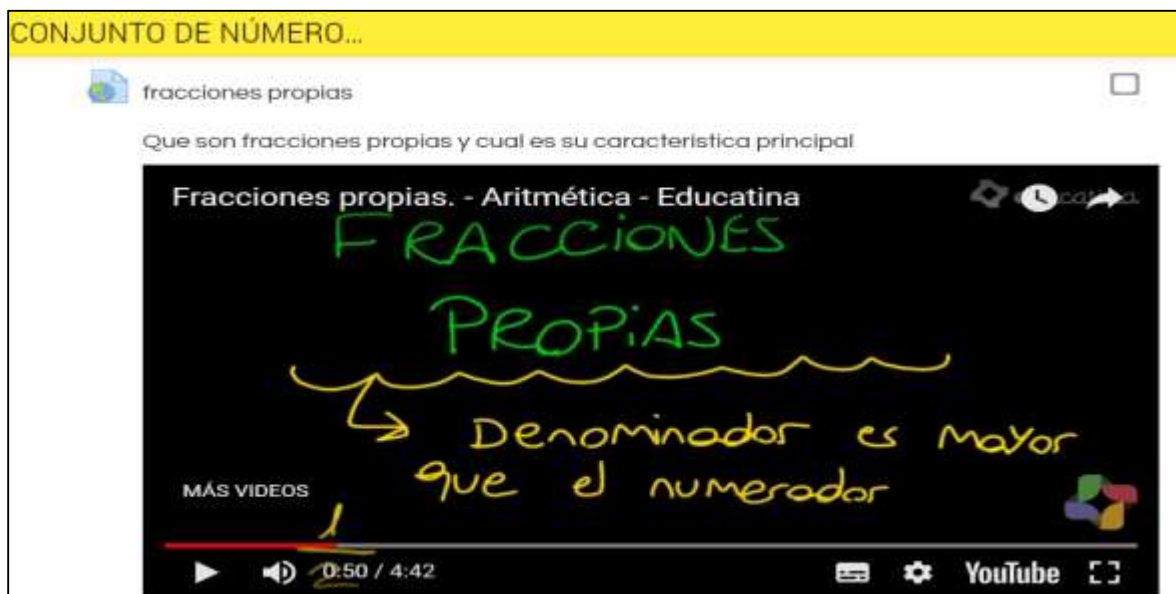 CONJUNTO DE NÚMERO...
fracciones propias
Que son fracciones propias y cual es su característica principal
Fracciones propias. - Aritmética - Educatina
FRACCiONES
PROPiAS
Denominador es mayor
que el numerador
MÁS VIDEOS
1
2
0:50 / 4:42
YouTube